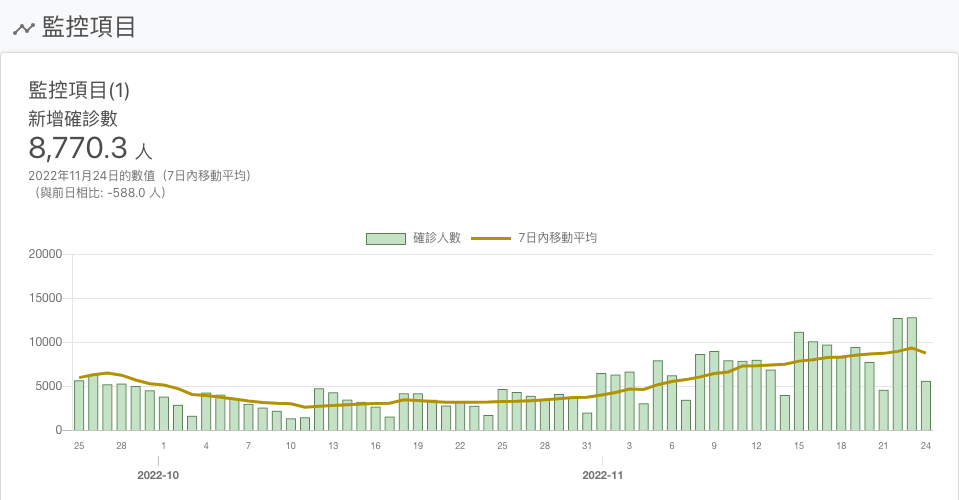 監控項目
監控項目(1)
新增確診數
8,770.3 人
2022年11月24日的數值（7日內移動平均）
（與前日相比: -588.0 人）
確診人數 7日內移動平均
20000
15000
10000
5000
0
25 28 1 4 7 10 13 16 19 22 25 28 31 3 6 9 12 15 18 21 24
2022-10 2022-11